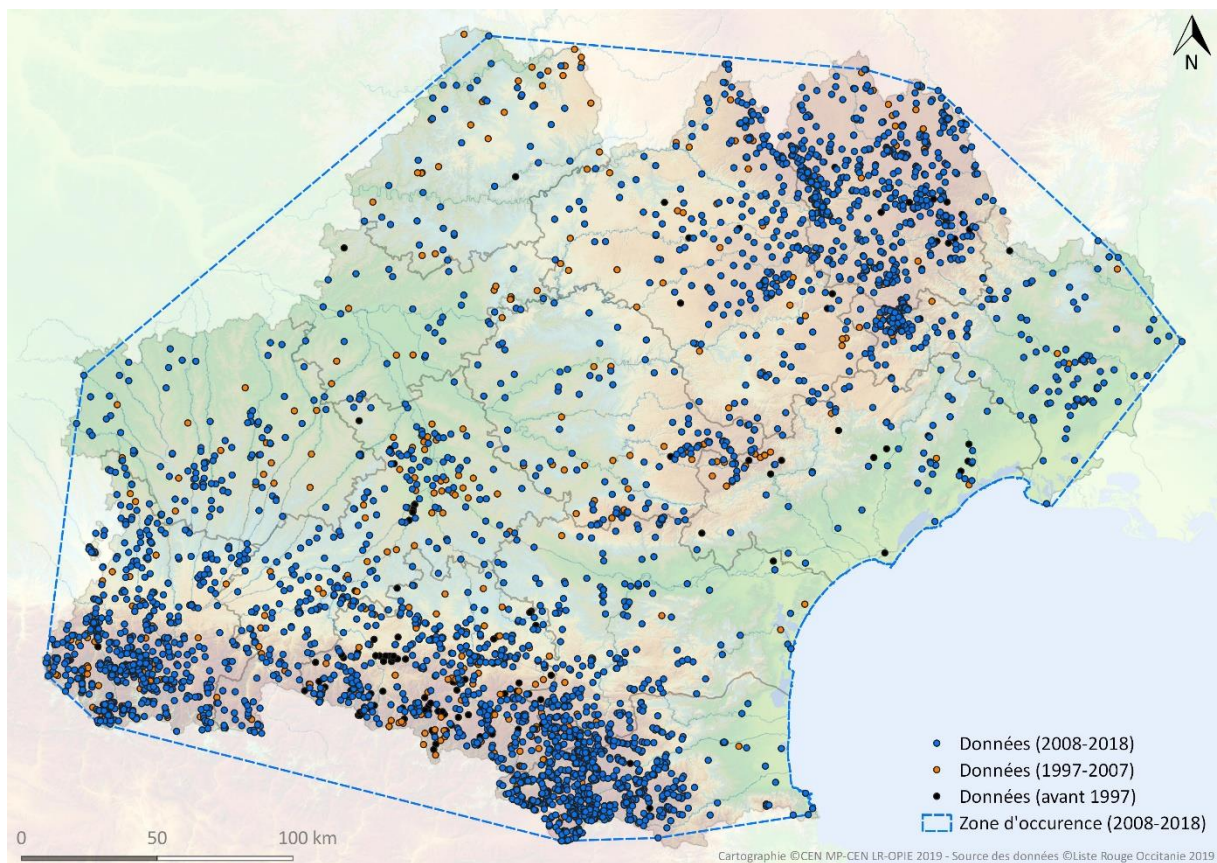 N
Données (2008-2018)
Données (1997-2007)
Données (avant 1997)
Zone d'occurence (2008-2018)
0 50 100 km
Cartographie ©CEN MP-CEN LR-OPIE 2019 - Source des données ©Liste Rouge Occitanie 2019